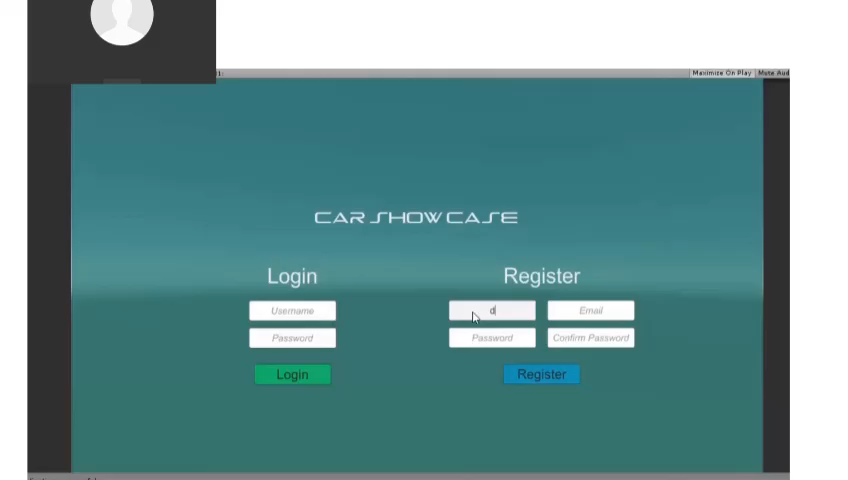 Maximize On Play Mute Aud
CAR SHOWCASE
Login Register
Username d Email
Password Password Confirm Password
Login Register